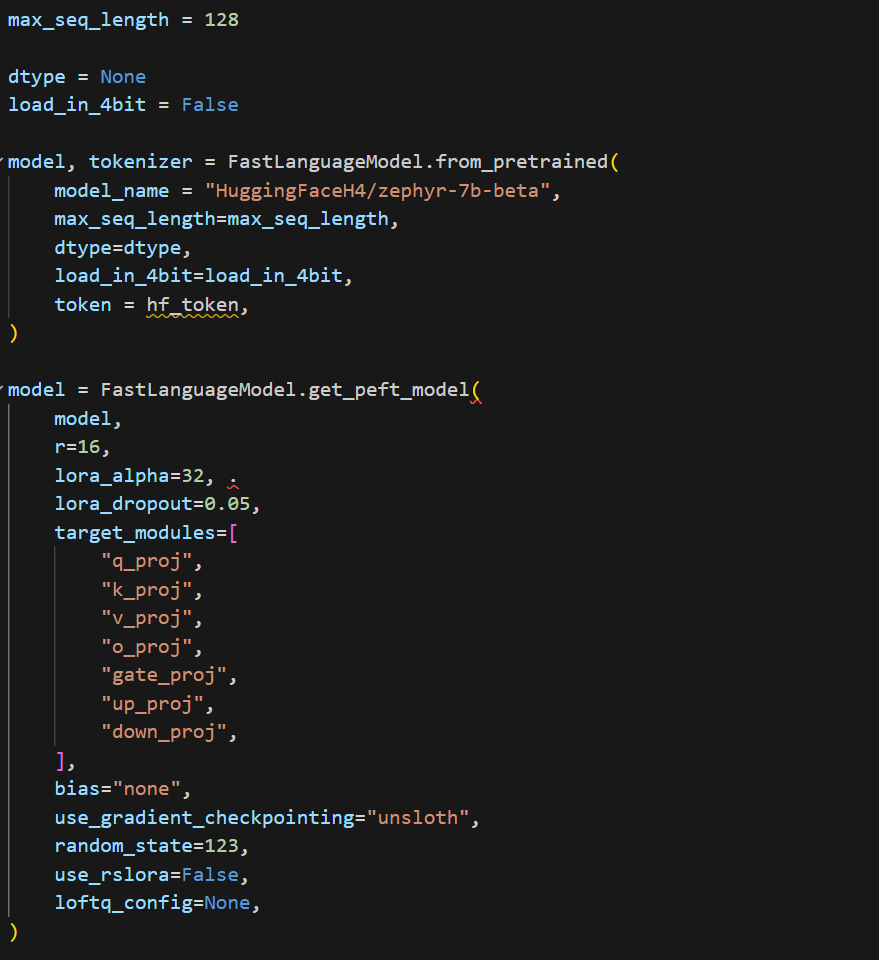 max_seq_length = 128
dtype = None
load_in_4bit = False
model, tokenizer = FastLanguageModel.from_pretrained(
model_name = "HuggingFaceH4/zephyr-7b-beta",
max_seq_length=max_seq_length,
dtype=dtype,
load_in_4bit=load_in_4bit,
token = hf_token,
)
model = FastLanguageModel.get_peft_model(
model,
r=16,
lora_alpha=32, .
lora_dropout=0.05,
target_modules=[
"q_proj",
"k_proj",
"v_proj",
"o_proj",
"gate_proj",
"up_proj",
"down_proj",
],
bias="none",
use_gradient_checkpointing="unsloth",
random_state=123,
use_rslora=False,
loftq_config=None,
)